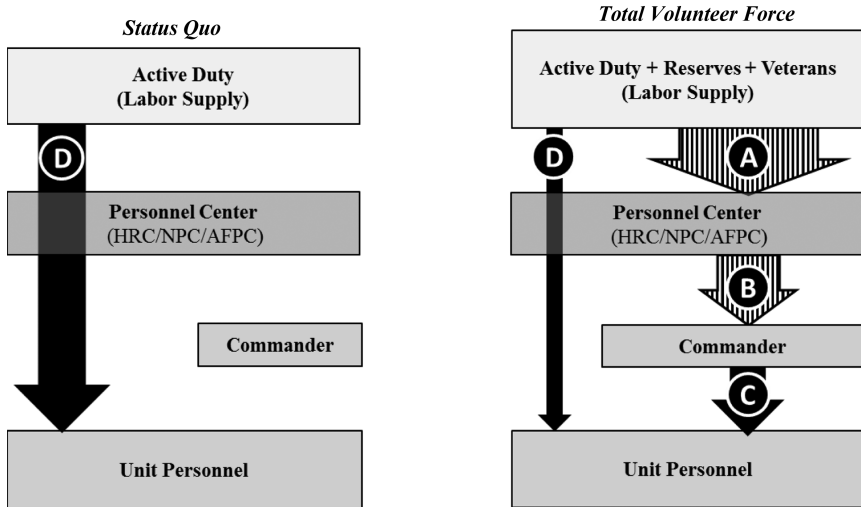 Status Quo
Active Duty
(Labor Supply)
D
Personnel Center
(HRC/NPC/AFPC)
Commander
Unit Personnel
Total Volunteer Force
Active Duty + Reserves + Veterans
(Labor Supply)
D
A
Personnel Center
(HRC/NPC/AFPC)
B
Commander
C
Unit Personnel